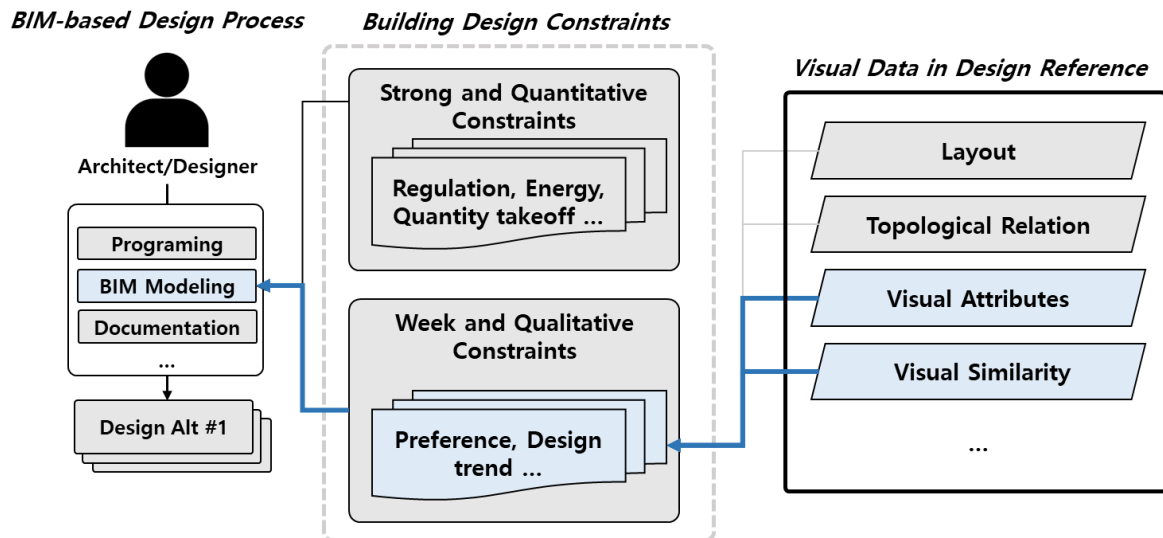 BIM-based Design Process
Architect/Designer
Programing
BIM Modeling
Documentation
...
Design Alt #1
Building Design Constraints
Strong and Quantitative
Constraints
Regulation, Energy,
Quantity takeoff ...
Week and Qualitative
Constraints
Preference, Design
trend ...
Visual Data in Design Reference
Layout
Topological Relation
Visual Attributes
Visual Similarity
...